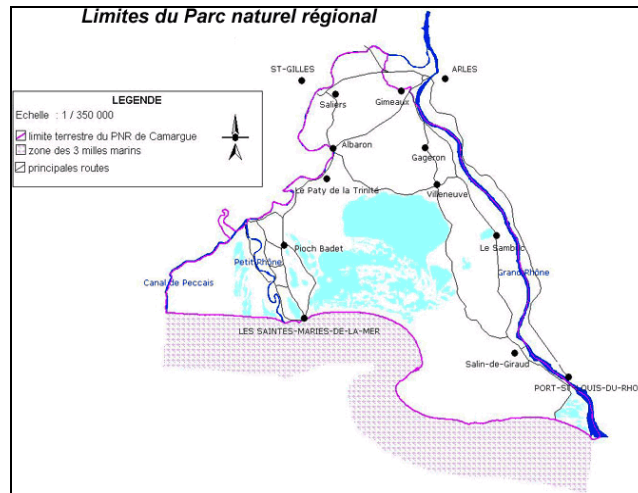 Limites du Parc naturel régional
ST-GILLES
ARLES
LEGENDE
Echelle : 1 / 350 000
limite terrestre du PNR de Camargue
zone des 3 milles marins
principales routes
Saliers
Gimeaux
Albaron
Gageron
Le Paty de la Trinité
Villeneuve
Pioch Badet
Le Sambuc
Petit Rhône
Grand Rhône
Canal de Peccais
LES SAINTES-MARIES-DE-LA-MER
Salin-de-Giraud
PORT-ST-LOUIS-DU-RHO